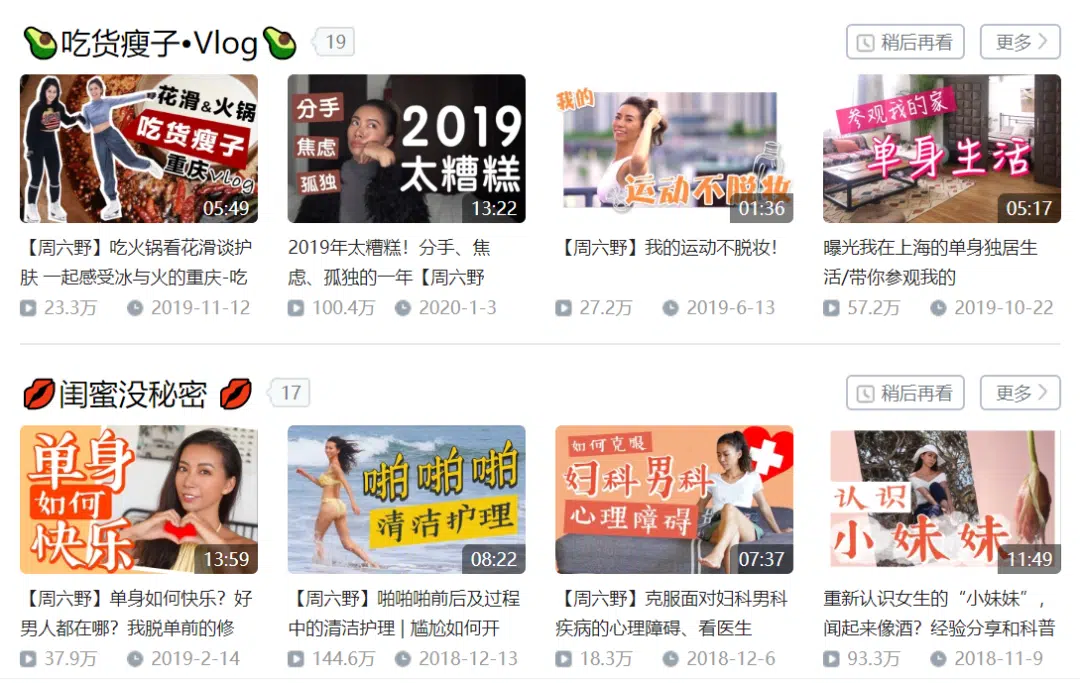 吃货瘦子•Vlog
19
稍后再看
更多
花滑&火锅
吃货瘦子
重庆vlog
05:49
分手
焦虑
孤独
2019
太糟糕
13:22
我的
运动不脱妆
01:36
参观我的家
单身生活
05:17
【周六野】吃火锅看花滑谈护
肤 一起感受冰与火的重庆-吃
23.3万
2019-11-12
2019年太糟糕！分手、焦
虑、孤独的一年【周六野
100.4万
2020-1-3
【周六野】我的运动不脱妆！
27.2万
2019-6-13
曝光我在上海的单身独居生
活/带你参观我的
57.2万
2019-10-22
闺蜜没秘密
17
稍后再看
更多
单身
如何
快乐
13:59
啪啪啪
清洁护理
08:22
如何克服
妇科男科
心理障碍
07:37
认识
小妹妹
11:49
【周六野】单身如何快乐？好
男人都在哪？我脱单前的修
37.9万
2019-2-14
【周六野】啪啪啪前后及过程
中的清洁护理 | 尴尬如何开
144.6万
2018-12-13
【周六野】克服面对妇科男科
疾病的心理障碍、看医生
18.3万
2018-12-6
重新认识女生的“小妹妹”，
闻起来像酒？经验分享和科普
93.3万
2018-11-9